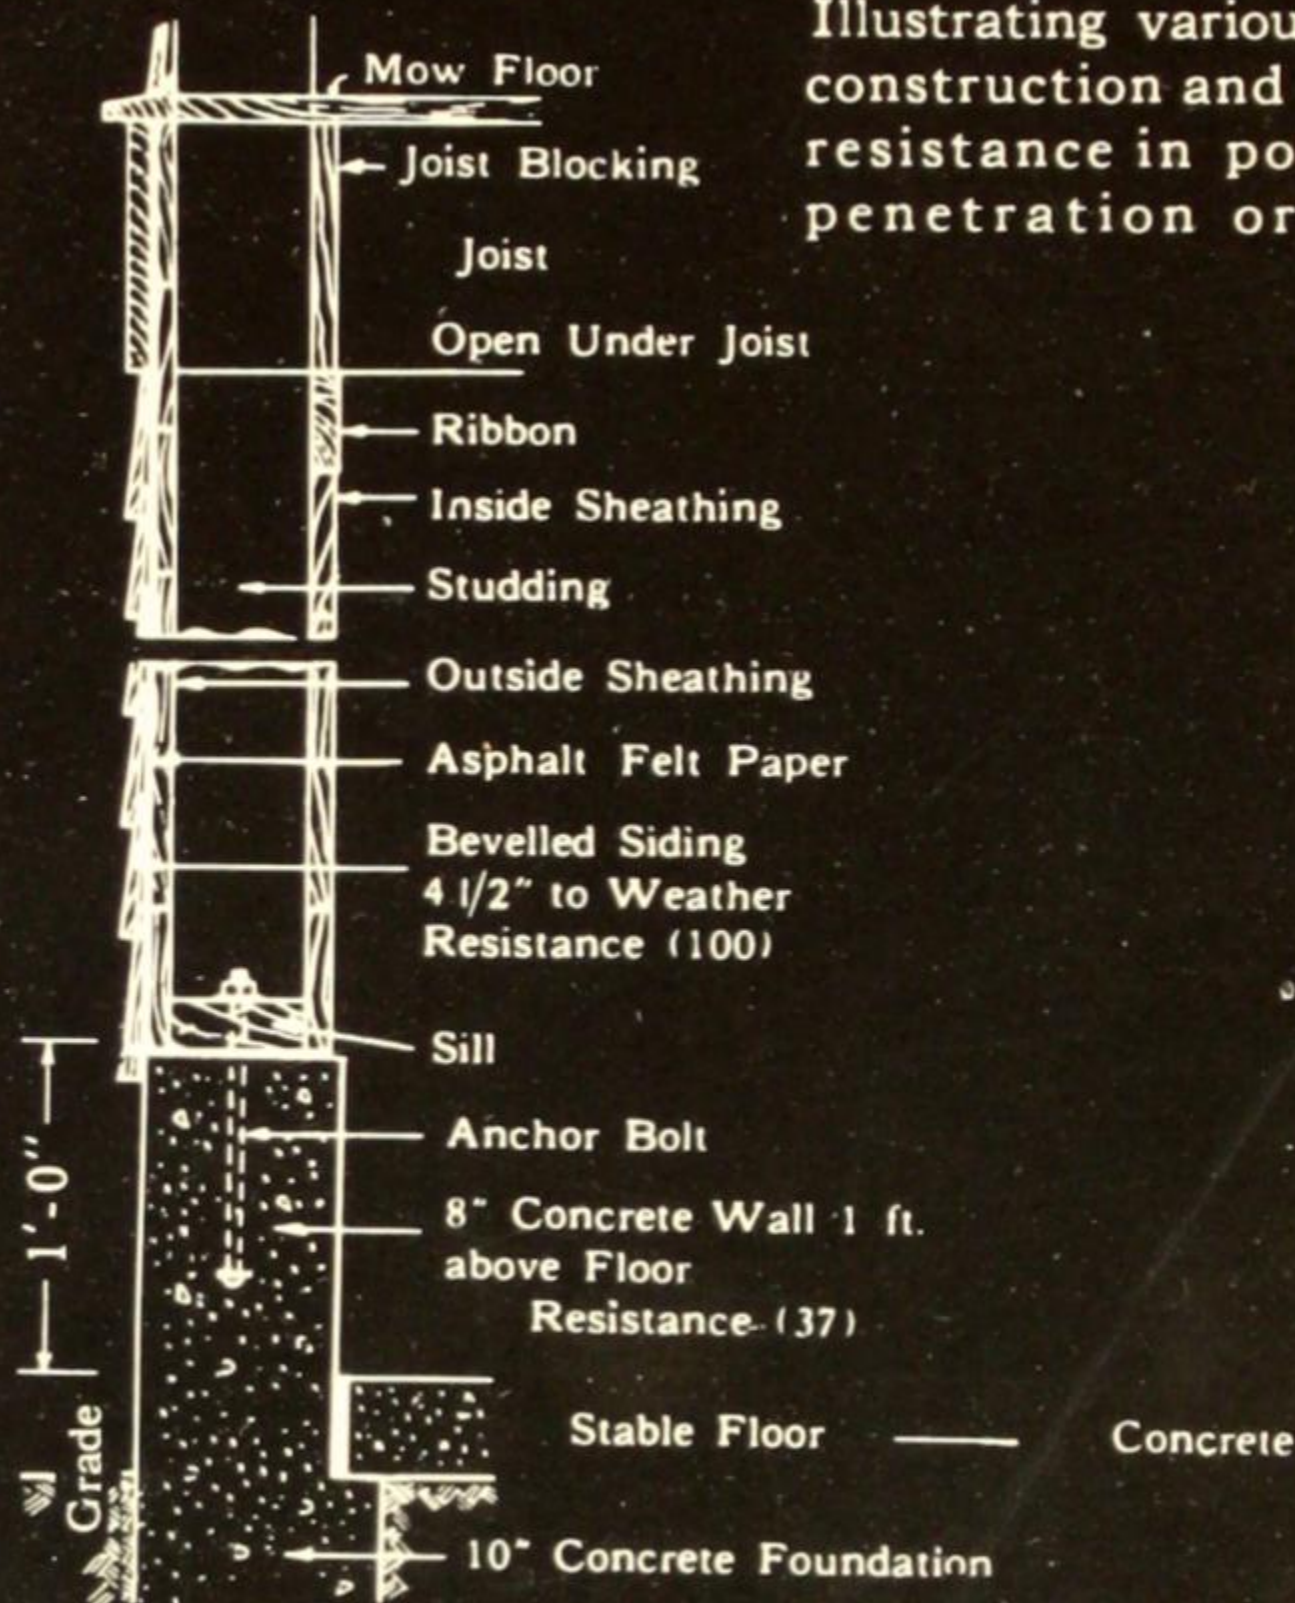 Illustrating
construction and
resistance in
penetration or
Mow Floor
Joist Blocking
Joist
Open Under Joist
Ribbon
Inside Sheathing
Studding
Outside Sheathing
Asphalt Felt Paper
Bevelled Siding
4 1/2" to Weather
Resistance (100)
Sill
1'-0"
Anchor Bolt
8" Concrete Wall 1 ft.
above Floor
Resistance (37)
Stable Floor — Concrete
Grade
10" Concrete Foundation